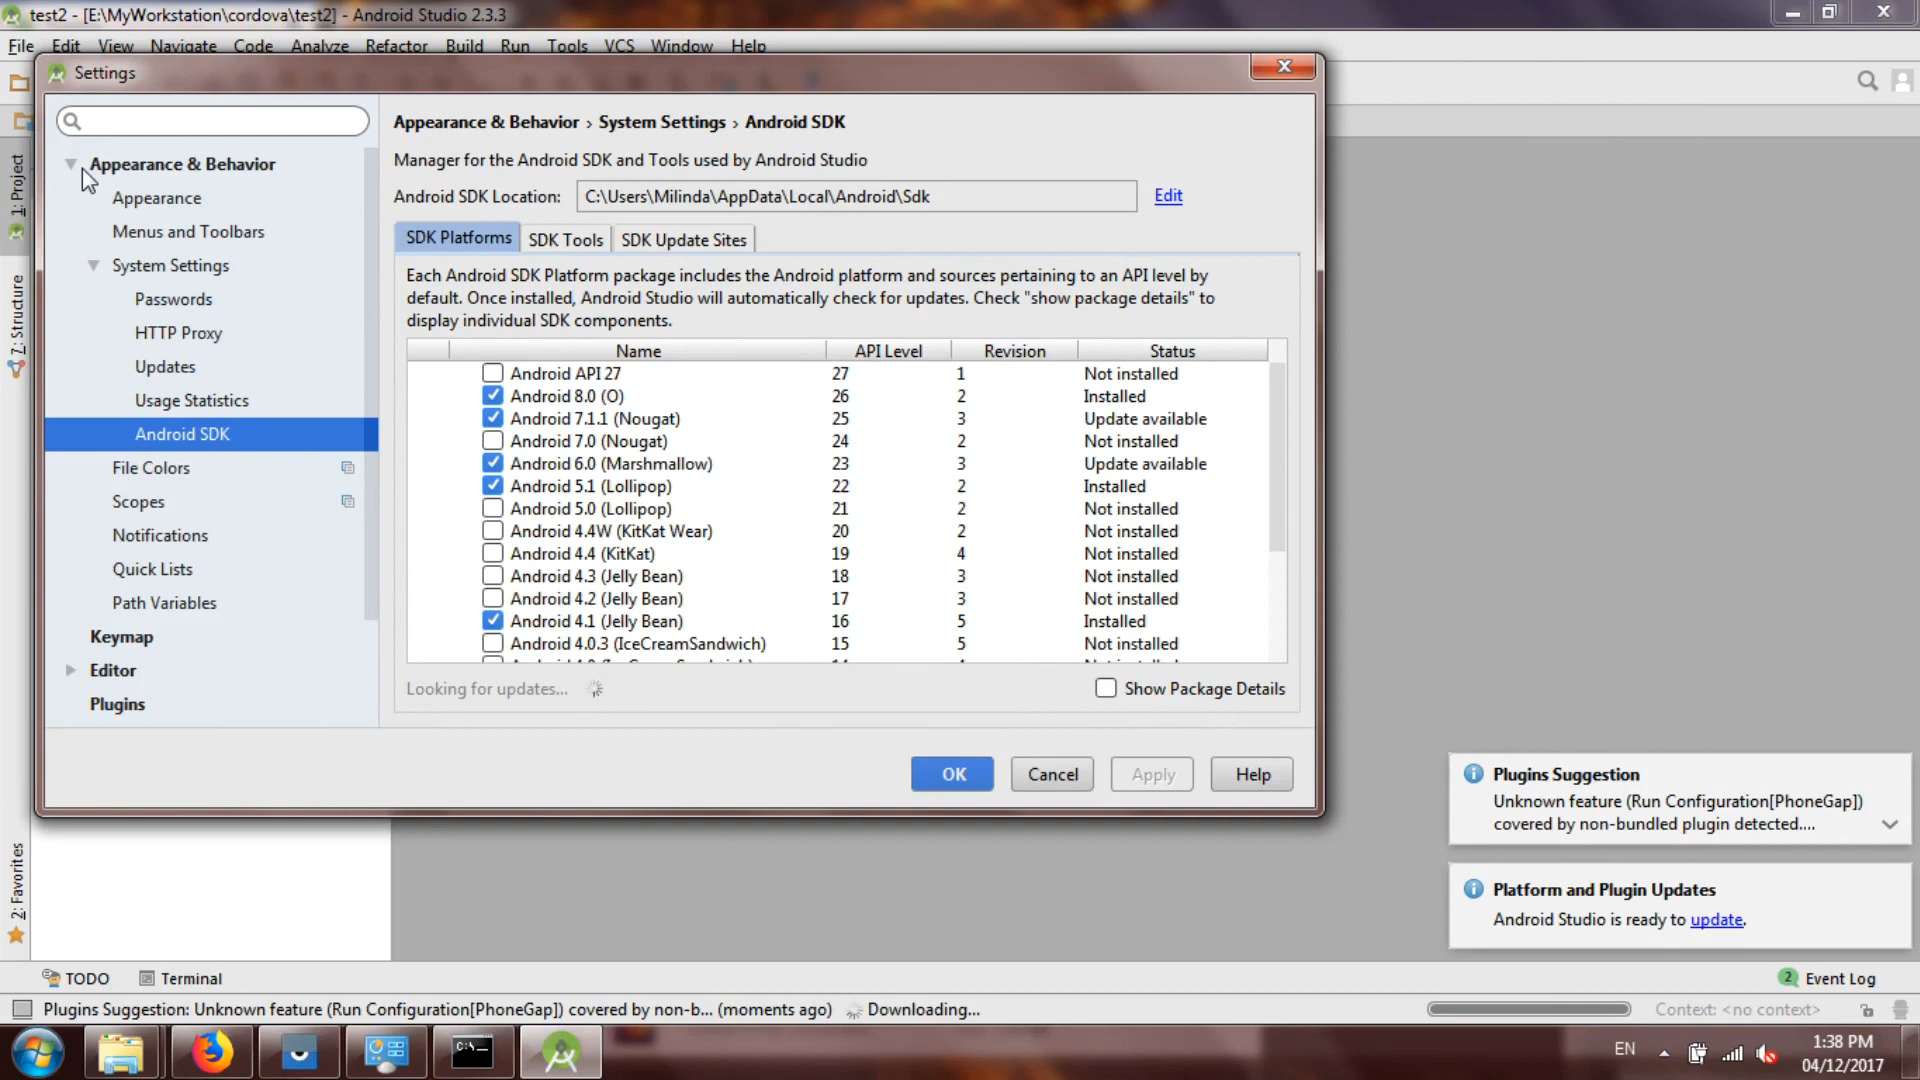 test2 - [E:\MyWorkstation\cordova\test2] - Android Studio 2.3.3
File Edit View Navigate Code Analyze Refactor Build Run Tools VCS Window Help
Settings
Appearance & Behavior › System Settings › Android SDK
Manager for the Android SDK and Tools used by Android Studio
Android SDK Location: C:\Users\Milinda\AppData\Local\Android\Sdk Edit
SDK Platforms SDK Tools SDK Update Sites
Each Android SDK Platform package includes the Android platform and sources pertaining to an API level by
default. Once installed, Android Studio will automatically check for updates. Check "show package details" to
display individual SDK components.
Name API Level Revision Status
Android API 27 27 1 Not installed
Android 8.0 (O) 26 2 Installed
Android 7.1.1 (Nougat) 25 3 Update available
Android 7.0 (Nougat) 24 2 Not installed
Android 6.0 (Marshmallow) 23 3 Update available
Android 5.1 (Lollipop) 22 2 Installed
Android 5.0 (Lollipop) 21 2 Not installed
Android 4.4W (KitKat Wear) 20 2 Not installed
Android 4.4 (KitKat) 19 4 Not installed
Android 4.3 (Jelly Bean) 18 3 Not installed
Android 4.2 (Jelly Bean) 17 3 Not installed
Android 4.1 (Jelly Bean) 16 5 Installed
Android 4.0.3 (IceCreamSandwich) 15 5 Not installed
Looking for updates... Show Package Details
Appearance & Behavior
Appearance
Menus and Toolbars
System Settings
Passwords
HTTP Proxy
Updates
Usage Statistics
Android SDK
File Colors
Scopes
Notifications
Quick Lists
Path Variables
Keymap
Editor
Plugins
OK Cancel Apply Help
1: Project
7: Structure
2: Favorites
Plugins Suggestion
Unknown feature (Run Configuration[PhoneGap])
covered by non-bundled plugin detected....
Platform and Plugin Updates
Android Studio is ready to update.
TODO Terminal 2 Event Log
Plugins Suggestion: Unknown feature (Run Configuration[PhoneGap]) covered by non-b... (moments ago) Downloading... Context: <no context>
C:\
EN 1:38 PM
04/12/2017